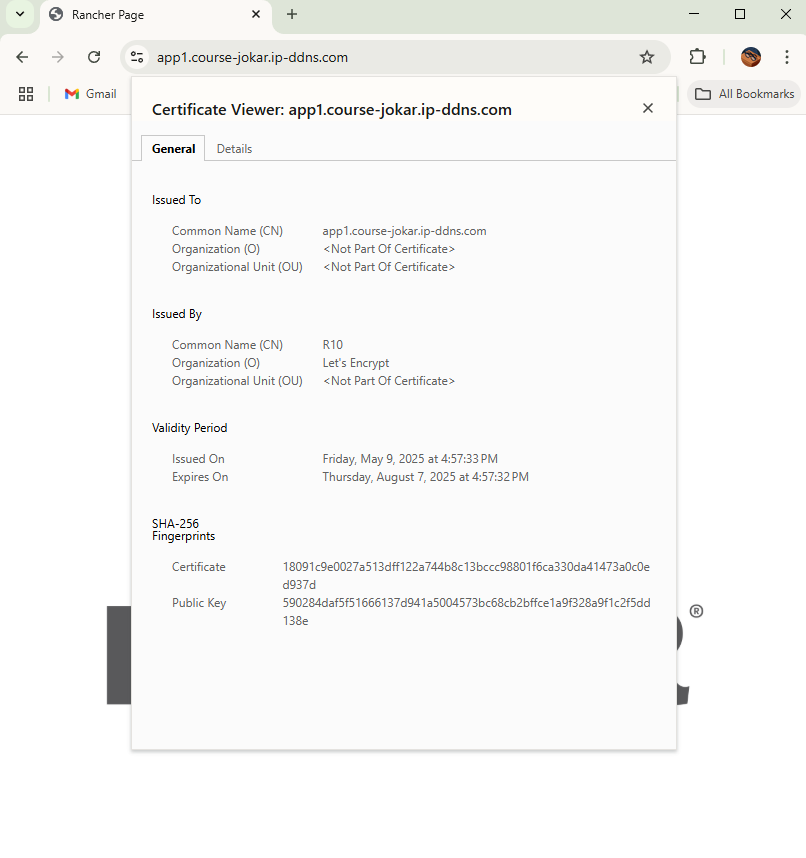 Rancher Page
app1.course-jokar.ip-ddns.com
Gmail
All Bookmarks
Certificate Viewer: app1.course-jokar.ip-ddns.com
General Details
Issued To
Common Name (CN) app1.course-jokar.ip-ddns.com
Organization (O) <Not Part Of Certificate>
Organizational Unit (OU) <Not Part Of Certificate>
Issued By
Common Name (CN) R10
Organization (O) Let's Encrypt
Organizational Unit (OU) <Not Part Of Certificate>
Validity Period
Issued On Friday, May 9, 2025 at 4:57:33 PM
Expires On Thursday, August 7, 2025 at 4:57:32 PM
SHA-256
Fingerprints
Certificate 18091c9e0027a513dff122a744b8c13bccc98801f6ca330da41473a0c0e
d937d
Public Key 590284daf5f51666137d941a5004573bc68cb2bffce1a9f328a9f1c2f5dd
138e
®